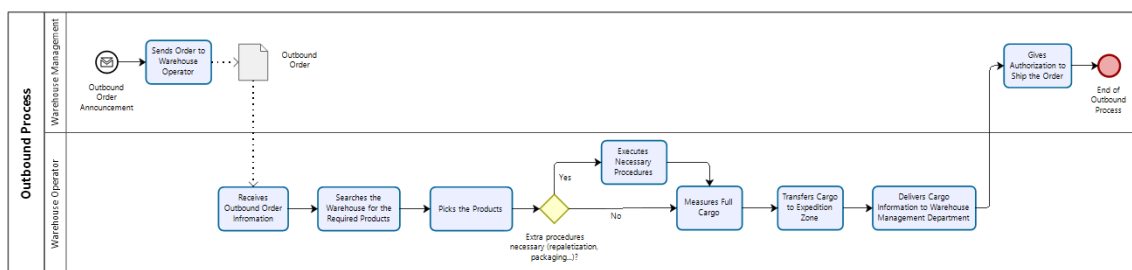 Outbound Process
Warehouse Management
Outbound
Order
Announcement
Sends Order to
Warehouse
Operator
Outbound
Order
Gives
Authorization to
Ship the Order
End of
Outbound
Process
Warehouse Operator
Receives
Outbound Order
Infromation
Searches the
Warehouse for the
Required Products
Picks the Products
Extra procedures
necessary (repaletization,
packaging...)?
Yes
No
Executes
Necessary
Procedures
Measures Full
Cargo
Transfers Cargo
to Expedition
Zone
Delivers Cargo
Information to Warehouse
Management Department